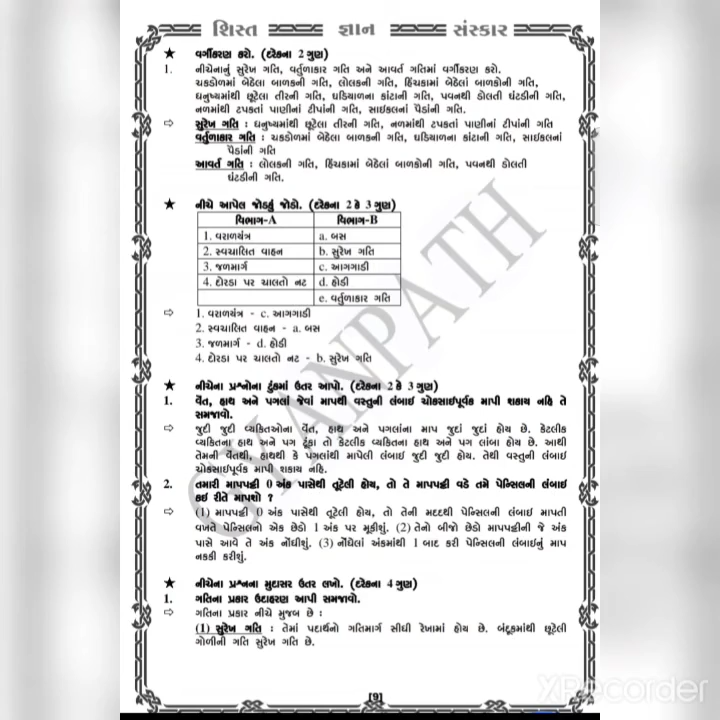 શિસ્ત જ્ઞાન સંસ્કાર
★ વર્ગીકરણ કરો. (દરેકના 2 ગુણ)
1. નીચેનાનું સુરેખ ગતિ, વર્તુળાકાર ગતિ અને આવર્ત ગતિમાં વર્ગીકરણ કરો.
ચકડોળમાં બેઠેલા બાળકની ગતિ, લોલકની ગતિ, હિંચકામાં બેઠેલાં બાળકોની ગતિ,
ધનુષ્યમાંથી છૂટેલા તીરની ગતિ, ઘડિયાળના કાંટાની ગતિ, પવનથી ડોલતી ઘંટડીની ગતિ,
નળમાંથી ટપકતાં પાણીનાં ટીપાંની ગતિ, સાઈકલનાં પૈડાંની ગતિ.
⇨ સુરેખ ગતિ : ધનુષ્યમાંથી છૂટેલા તીરની ગતિ, નળમાંથી ટપકતાં પાણીનાં ટીપાંની ગતિ
વર્તુળાકાર ગતિ : ચકડોળમાં બેઠેલા બાળકની ગતિ, ઘડિયાળના કાંટાની ગતિ, સાઈકલનાં
પૈડાંની ગતિ
આવર્ત ગતિ : લોલકની ગતિ, હિંચકામાં બેઠેલાં બાળકોની ગતિ, પવનથી ડોલતી
ઘંટડીની ગતિ.
★ નીચે આપેલ જોડકું જોડો. (દરેકના 2 કે 3 ગુણ)
વિભાગ-A વિભાગ-B
1. વરાળયંત્ર a. બસ
2. સ્વચાલિત વાહન b. સુરેખ ગતિ
3. જળમાર્ગ c. આગગાડી
4. દોરડા પર ચાલતો નટ d. હોડી
e. વર્તુળાકાર ગતિ
⇨ 1. વરાળયંત્ર - c. આગગાડી
2. સ્વચાલિત વાહન - a. બસ
3. જળમાર્ગ - d. હોડી
4. દોરડા પર ચાલતો નટ - b. સુરેખ ગતિ
★ નીચેના પ્રશ્નોના ટૂંકમાં ઉતર આપો. (દરેકના 2 કે 3 ગુણ)
1. વેંત, હાથ અને પગલાં જેવાં માપથી વસ્તુની લંબાઈ ચોકસાઈપૂર્વક માપી શકાય નહિ તે
સમજાવો.
⇨ જુદી જુદી વ્યકિતઓના વેંત, હાથ અને પગલાંના માપ જુદાં જુદાં હોય છે. કેટલીક
વ્યકિતના હાથ અને પગ ટૂંકા તો કેટલીક વ્યકિતના હાથ અને પગ લાંબા હોય છે. આથી
તેમની વેંતથી, હાથથી કે પગલાંથી માપેલી લંબાઈ જુદી જુદી હોય. તેથી વસ્તુની લંબાઈ
ચોકસાઈપૂર્વક માપી શકાય નહિ.
2. તમારી માપપટ્ટી 0 અંક પાસેથી તૂટેલી હોય, તો તે માપપટ્ટી વડે તમે પેન્સિલની લંબાઈ
કઈ રીતે માપશો ?
⇨ (1) માપપટ્ટી 0 અંક પાસેથી તૂટેલી હોય, તો તેની મદદથી પેન્સિલની લંબાઈ માપતી
વખતે પેન્સિલનો એક છેડો 1 અંક પર મૂકીશું. (2) તેનો બીજો છેડો માપપટ્ટીની જે અંક
પાસે આવે તે અંક નોંધીશું. (3) નોંધેલાં અંકમાંથી 1 બાદ કરી પેન્સિલની લંબાઈનું માપ
નકકી કરીશું.
★ નીચેના પ્રશ્નના મુદાસર ઉતર લખો. (દરેકના 4 ગુણ)
1. ગતિના પ્રકાર ઉદાહરણ આપી સમજાવો.
⇨ ગતિના પ્રકાર નીચે મુજબ છે :
(1) સુરેખ ગતિ : તેમાં પદાર્થનો ગતિમાર્ગ સીધી રેખામાં હોય છે. બંદૂકમાંથી છૂટેલી
ગોળીની ગતિ સુરેખ ગતિ છે.
GYANPATH
[9]
XRecorder